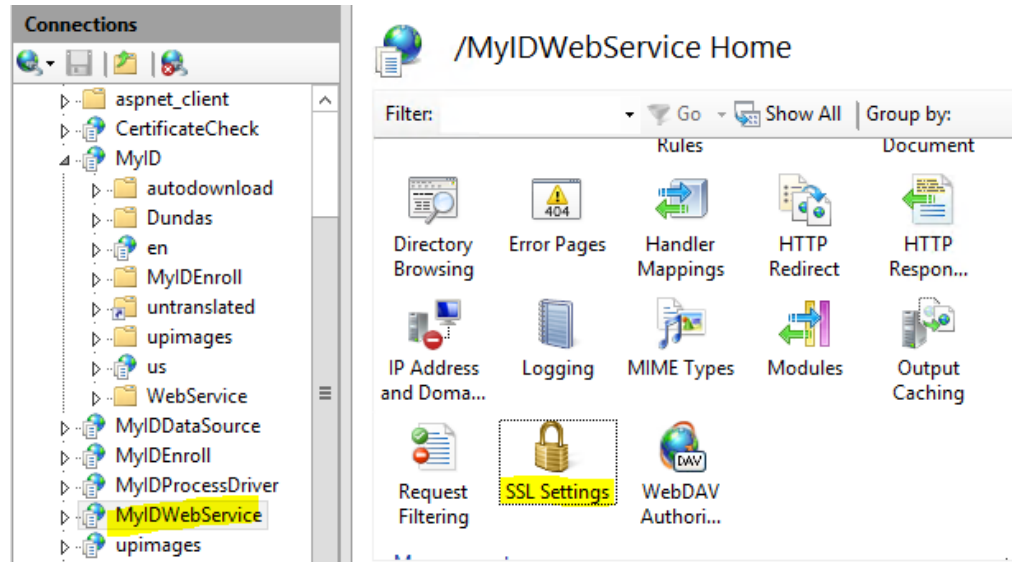 Connections
aspnet_client
CertificateCheck
MyID
autodownload
Dundas
en
MyIDEnroll
untranslated
upimages
us
WebService
MyIDDataSource
MyIDEnroll
MyIDProcessDriver
MyIDWebService
upimages
/MyIDWebService Home
Filter: Go Show All Group by:
Rules Document
404
Directory Error Pages Handler HTTP HTTP
Browsing Mappings Redirect Respon...
IP Address Logging MIME Types Modules Output
and Doma... Caching
DAV
Request SSL Settings WebDAV
Filtering Authori...